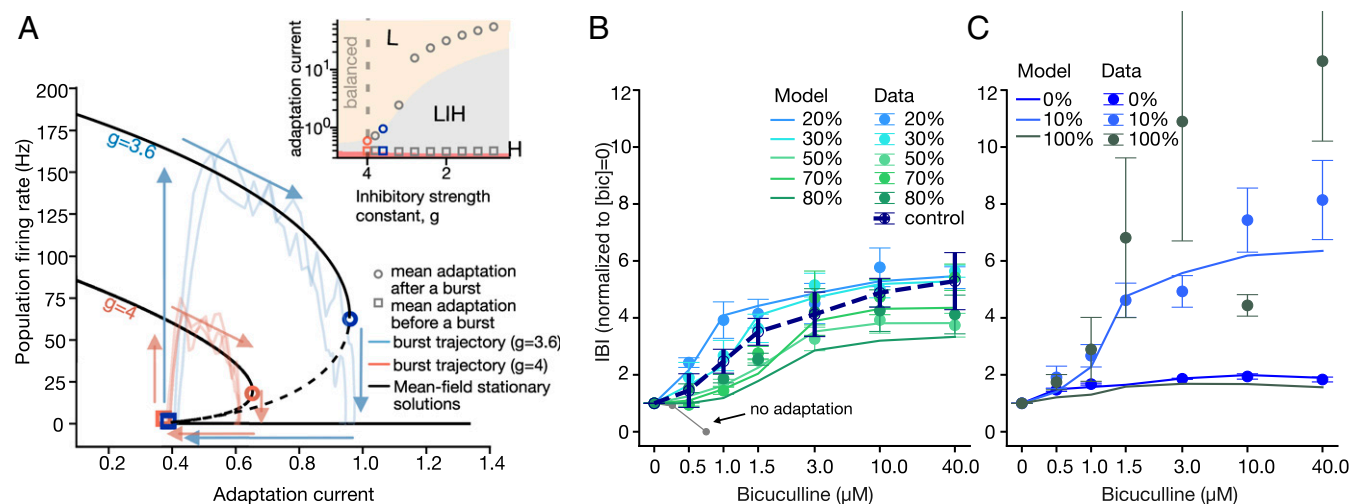 A
200
175
150
125
100
75
50
25
0
Population firing rate (Hz)
0.2
0.4
0.6
0.8
1.0
1.2
1.4
Adaptation current
g=3.6
g=4
adaptation current
10¹
10⁰
balanced
L
LIH
H
4
2
Inhibitory strength
constant, g
mean adaptation
after a burst
mean adaptation
before a burst
burst trajectory (g=3.6)
burst trajectory (g=4)
Mean-field stationary
solutions
B
12
10
8
6
4
2
0
IBI (normalized to [bic]=0)
Model Data
20% 20%
30% 30%
50% 50%
70% 70%
80% 80%
control
no adaptation
0 0.5 1.0 1.5 3.0 10.0 40.0
Bicuculline (µM)
C
Model Data
0% 0%
10% 10%
100% 100%
12
10
8
6
4
2
0
0 0.5 1.0 1.5 3.0 10.0 40.0
Bicuculline (µM)